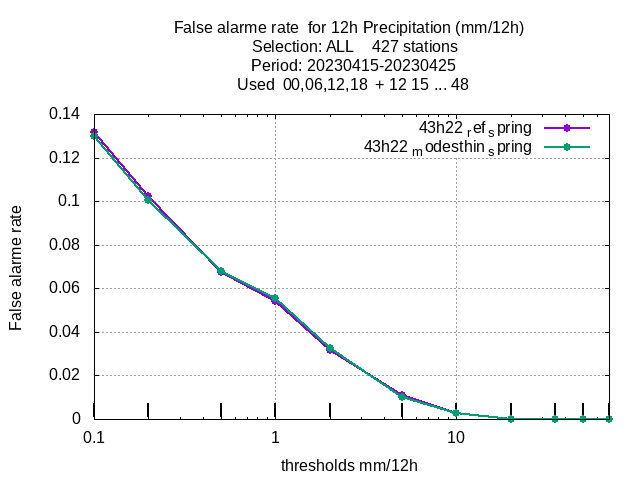 False alarme rate  for 12h Precipitation (mm/12h)
Selection: ALL    427 stations
Period: 20230415-20230425
Used  00,06,12,18  + 12 15 ... 48
0.14
0.12
0.1
0.08
0.06
0.04
0.02
0
False alarme rate
43h22 ref spring
43h22 modesthin spring
0.1
1
10
thresholds mm/12h